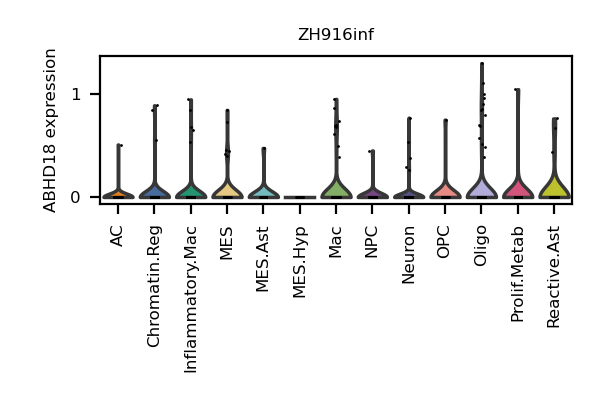 ZH916inf
ABHD18 expression
1
0
AC
Chromatin.Reg
Inflammatory.Mac
MES
MES.Ast
MES.Hyp
Mac
NPC
Neuron
OPC
Oligo
Prolif.Metab
Reactive.Ast